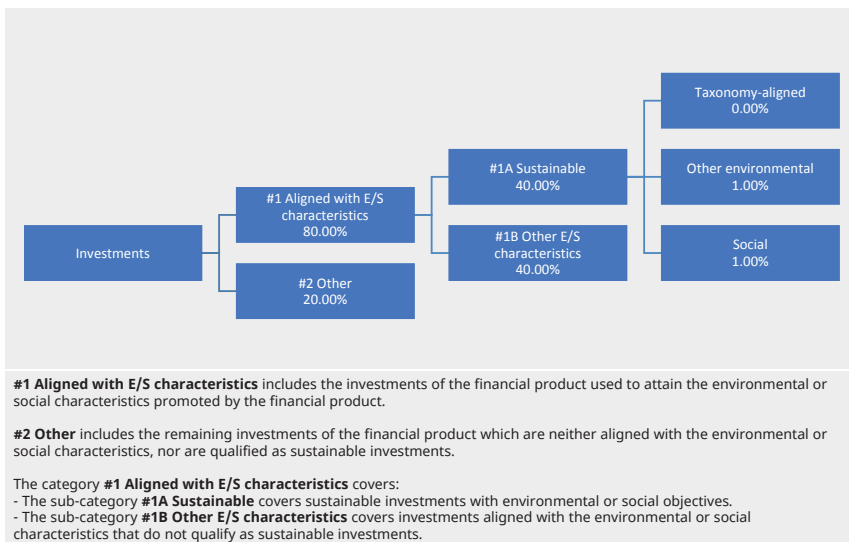 Investments
#1 Aligned with E/S
characteristics
80.00%
#2 Other
20.00%
#1A Sustainable
40.00%
#1B Other E/S
characteristics
40.00%
Taxonomy-aligned
0.00%
Other environmental
1.00%
Social
1.00%
#1 Aligned with E/S characteristics includes the investments of the financial product used to attain the environmental or
social characteristics promoted by the financial product.
#2 Other includes the remaining investments of the financial product which are neither aligned with the environmental or
social characteristics, nor are qualified as sustainable investments.
The category #1 Aligned with E/S characteristics covers:
- The sub-category #1A Sustainable covers sustainable investments with environmental or social objectives.
- The sub-category #1B Other E/S characteristics covers investments aligned with the environmental or social
characteristics that do not qualify as sustainable investments.